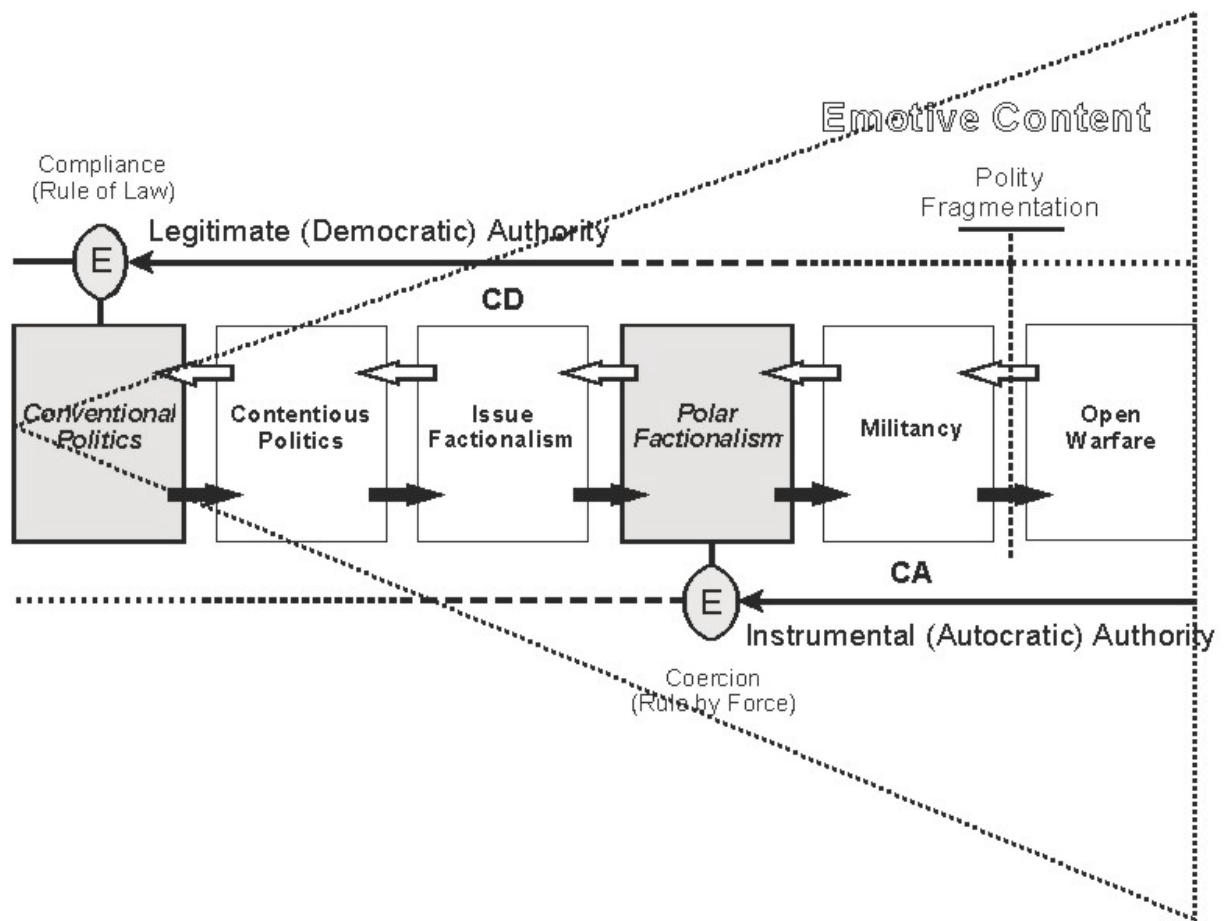 Emotive Content
Compliance
(Rule of Law)
Polity
Fragmentation
Legitimate (Democratic) Authority
E
CD
Conventional
Politics
Contentious
Politics
Issue
Factionalism
Polar
Factionalism
Militancy
Open
Warfare
CA
E
Instrumental (Autocratic) Authority
Coercion
(Rule by Force)